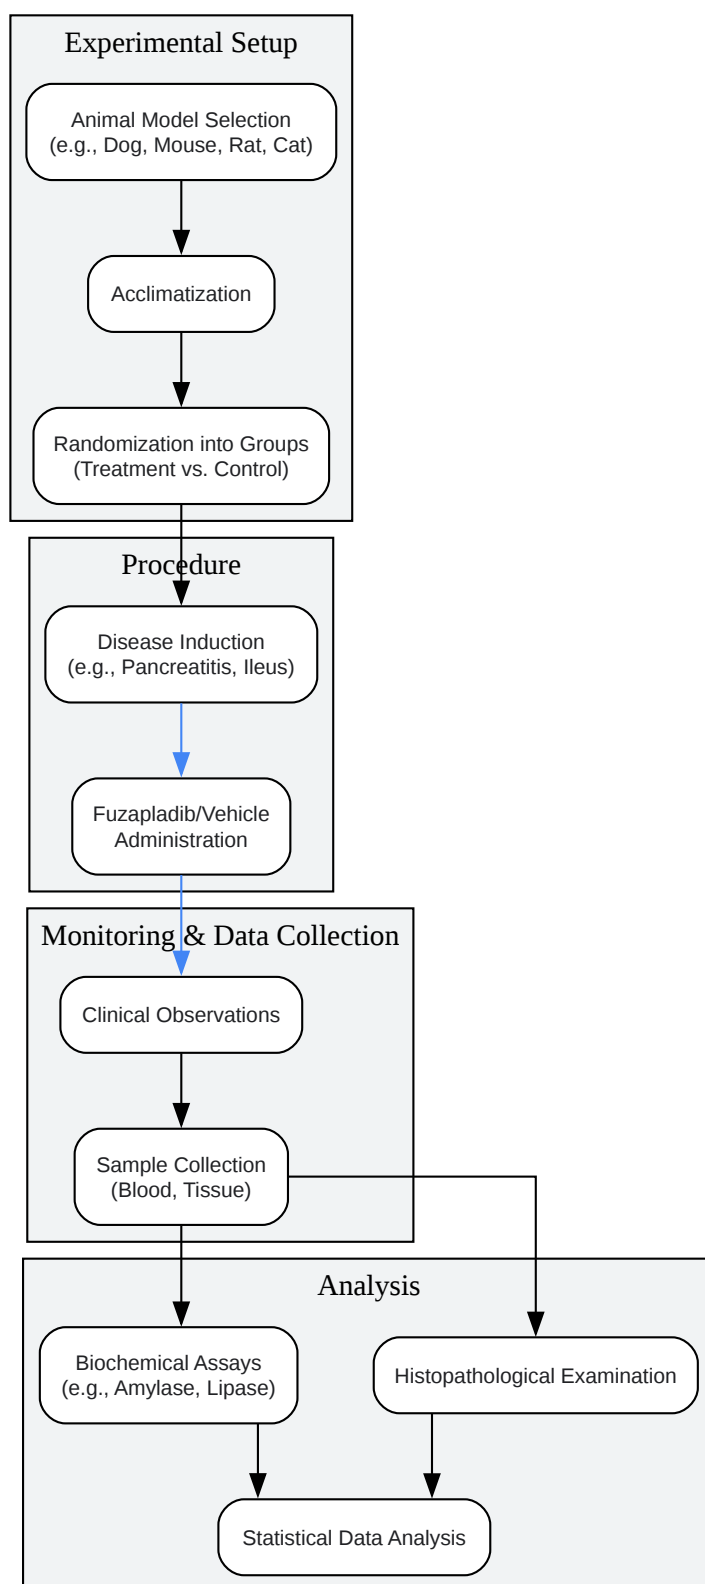 Experimental Setup
Animal Model Selection
(e.g., Dog, Mouse, Rat, Cat)
Acclimatization
Randomization into Groups
(Treatment vs. Control)
Procedure
Disease Induction
(e.g., Pancreatitis, Ileus)
Fuzapladib/Vehicle
Administration
Monitoring & Data Collection
Clinical Observations
Sample Collection
(Blood, Tissue)
Analysis
Biochemical Assays
(e.g., Amylase, Lipase)
Histopathological Examination
Statistical Data Analysis